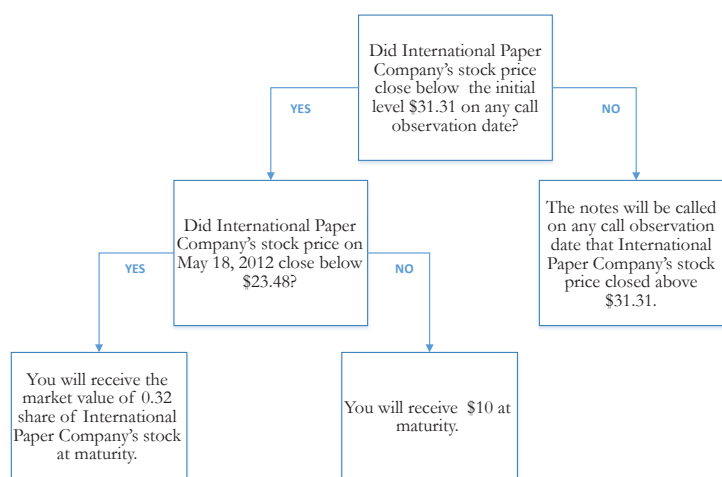 Did International Paper
Company's stock price
close below the initial
level $31.31 on any call
observation date?
YES
NO
Did International Paper
Company's stock price on
May 18, 2012 close below
$23.48?
The notes will be called
on any call observation
date that International
Paper Company's stock
price closed above
$31.31.
YES
NO
You will receive the
market value of 0.32
share of International
Paper Company's stock
at maturity.
You will receive $10 at
maturity.